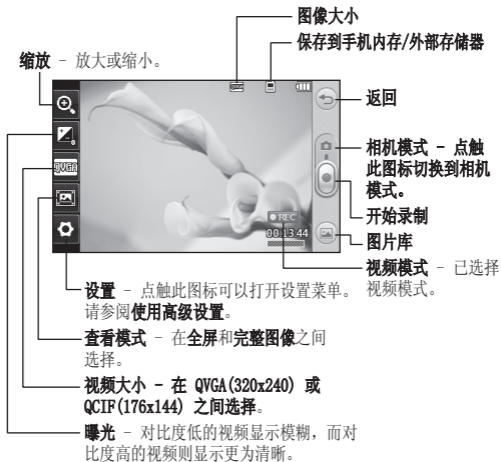 图像大小
保存到手机内存/外部存储器
缩放 - 放大或缩小。
返回
相机模式 - 点触
此图标切换到相机
模式。
开始录制
图片库
QVGA
REC
00:13:44
视频模式 - 已选择
视频模式。
设置 - 点触此图标可以打开设置菜单。
请参阅使用高级设置。
查看模式 - 在全屏和完整图像之间
选择。
视频大小 - 在 QVGA(320x240) 或
QCIF(176x144) 之间选择。
曝光 - 对比度低的视频显示模糊，而对
比度高的视频则显示更为清晰。